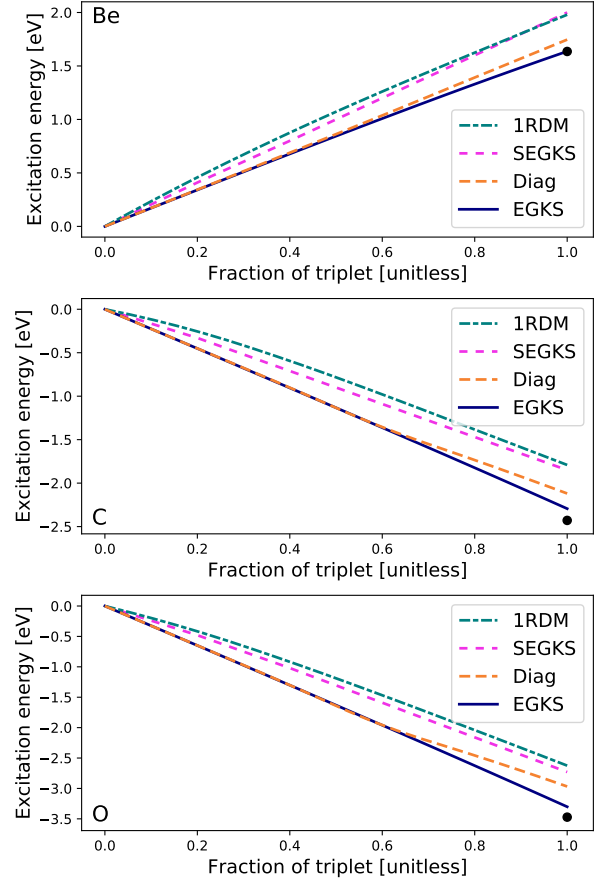 Be
Excitation energy [eV]
2.0
1.5
1.0
0.5
0.0
1RDM
SEGKS
Diag
EGKS
0.0 0.2 0.4 0.6 0.8 1.0
Fraction of triplet [unitless]
C
Excitation energy [eV]
0.0
−0.5
−1.0
−1.5
−2.0
−2.5
1RDM
SEGKS
Diag
EGKS
0.0 0.2 0.4 0.6 0.8 1.0
Fraction of triplet [unitless]
O
Excitation energy [eV]
0.0
−0.5
−1.0
−1.5
−2.0
−2.5
−3.0
−3.5
1RDM
SEGKS
Diag
EGKS
0.0 0.2 0.4 0.6 0.8 1.0
Fraction of triplet [unitless]